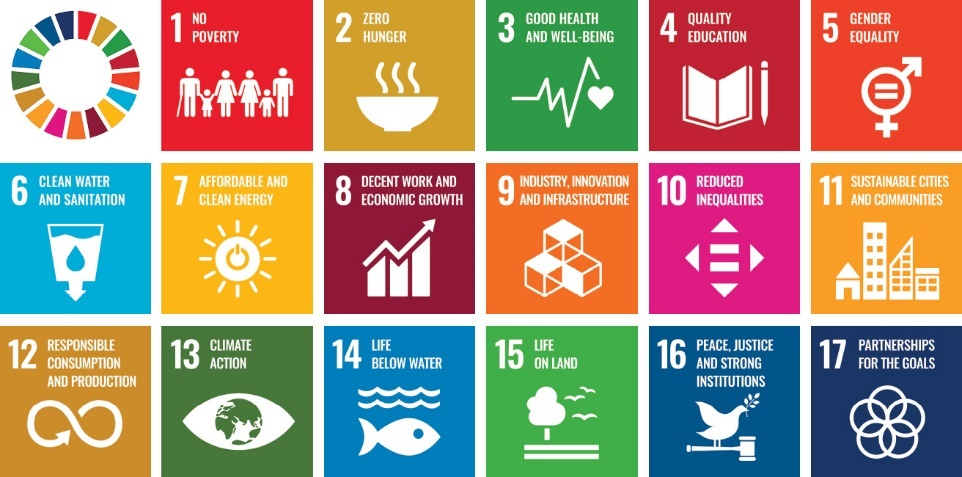 1 NO
POVERTY
2 ZERO
HUNGER
3 GOOD HEALTH
AND WELL-BEING
4 QUALITY
EDUCATION
5 GENDER
EQUALITY
6 CLEAN WATER
AND SANITATION
7 AFFORDABLE AND
CLEAN ENERGY
8 DECENT WORK AND
ECONOMIC GROWTH
9 INDUSTRY, INNOVATION
AND INFRASTRUCTURE
10 REDUCED
INEQUALITIES
11 SUSTAINABLE CITIES
AND COMMUNITIES
12 RESPONSIBLE
CONSUMPTION
AND PRODUCTION
13 CLIMATE
ACTION
14 LIFE
BELOW WATER
15 LIFE
ON LAND
16 PEACE, JUSTICE
AND STRONG
INSTITUTIONS
17 PARTNERSHIPS
FOR THE GOALS